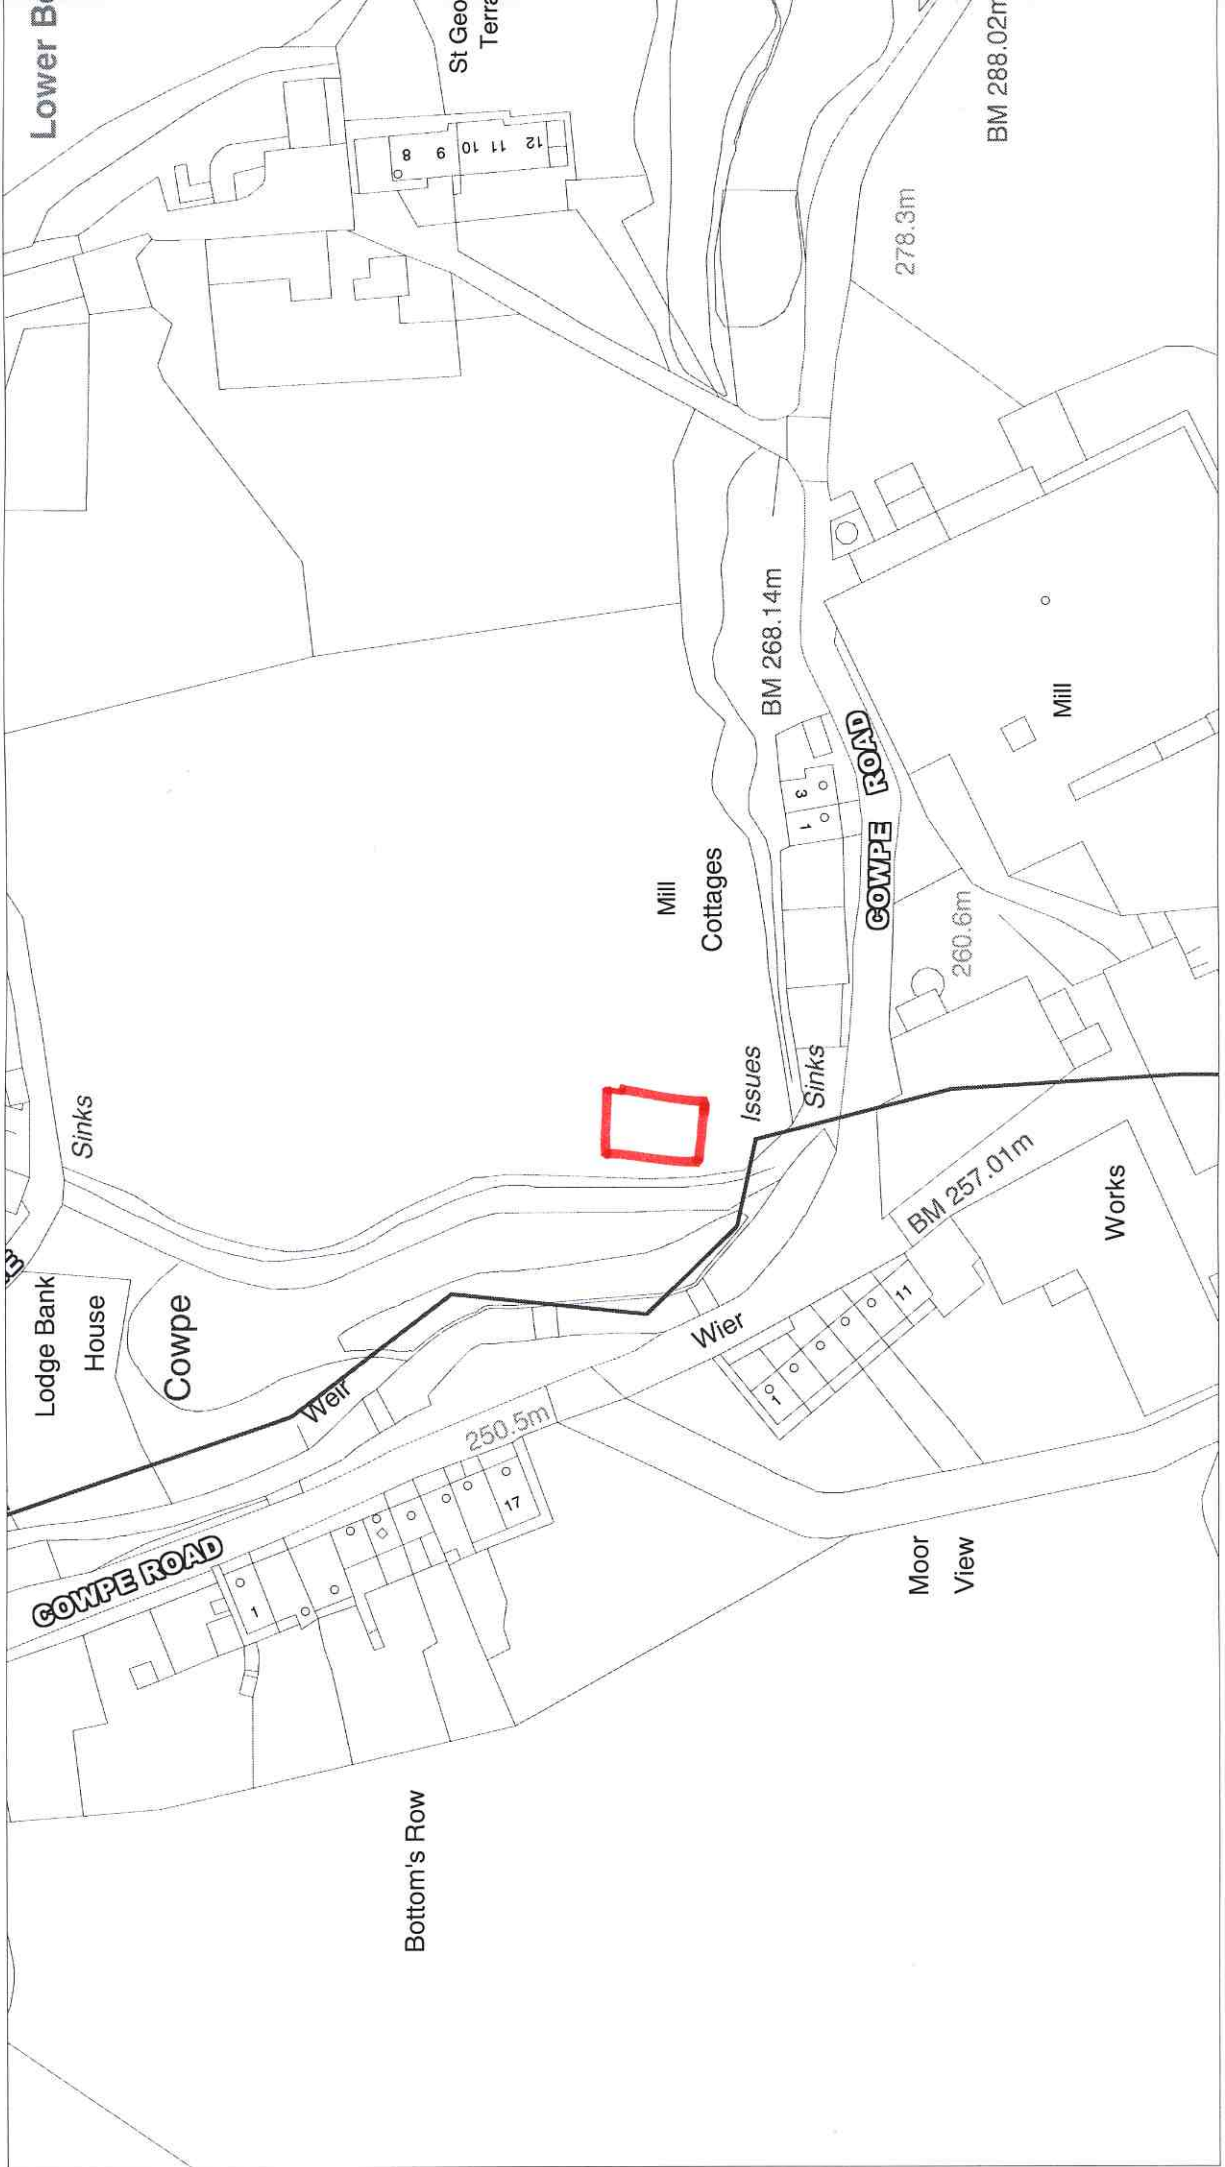 Lower
St
8
9
10
11
12
BM 288.02m
278.3m
BM 268.14m
Mill
3
1
COWPE ROAD
Mill
Cottages
260.6m
Issues
Sinks
Sinks
BM 257.01m
Works
Lodge Bank
House
Cowpe
Weir
Wier
11
1
250.5m
17
1
COWPE ROAD
Moor
View
Bottom's Row